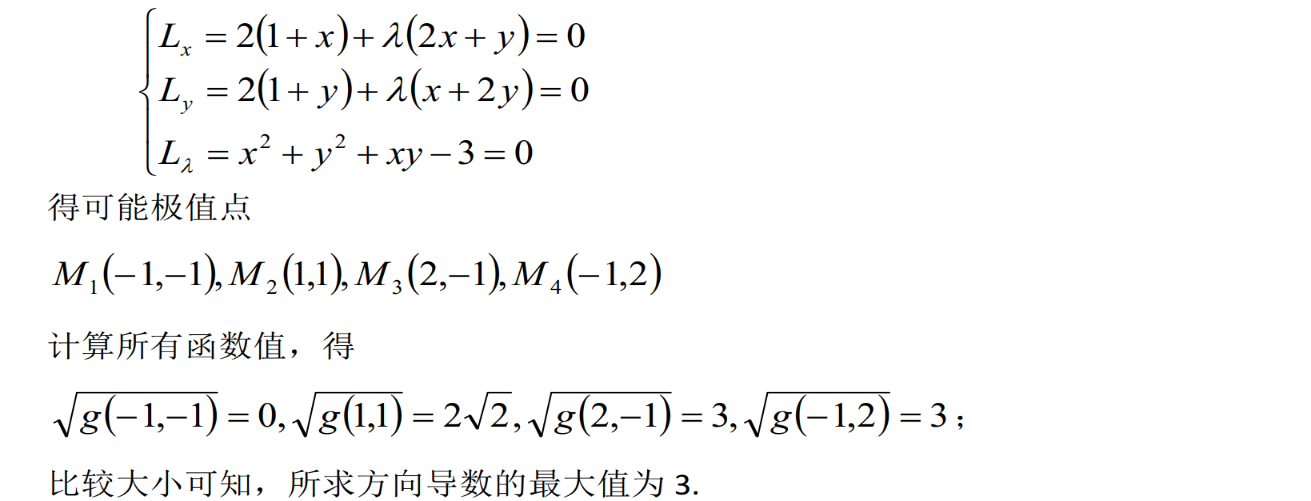 L_x = 2(1+x)+λ(2x+y)=0
L_y = 2(1+y)+λ(x+2y)=0
L_λ = x² + y² + xy − 3 = 0
得可能极值点
M₁(−1,−1), M₂(1,1), M₃(2,−1), M₄(−1,2)
计算所有函数值，得
√g(−1,−1) = 0, √g(1,1) = 2√2, √g(2,−1) = 3, √g(−1,2) = 3；
比较大小可知，所求方向导数的最大值为 3.